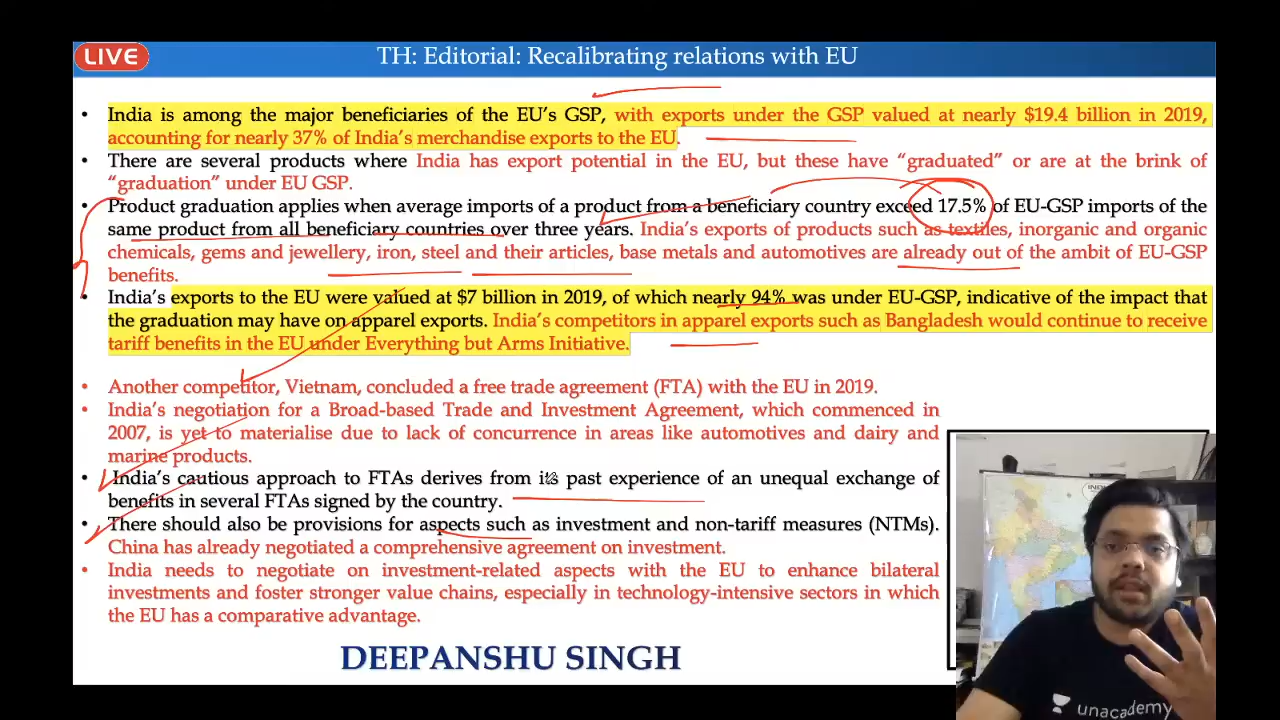 LIVE
TH: Editorial: Recalibrating relations with EU
• India is among the major beneficiaries of the EU's GSP, with exports under the GSP valued at nearly $19.4 billion in 2019,
accounting for nearly 37% of India's merchandise exports to the EU.
• There are several products where India has export potential in the EU, but these have “graduated” or are at the brink of
“graduation” under EU GSP.
• Product graduation applies when average imports of a product from a beneficiary country exceed 17.5% of EU-GSP imports of the
same product from all beneficiary countries over three years. India's exports of products such as textiles, inorganic and organic
chemicals, gems and jewellery, iron, steel and their articles, base metals and automotives are already out of the ambit of EU-GSP
benefits.
• India's exports to the EU were valued at $7 billion in 2019, of which nearly 94% was under EU-GSP, indicative of the impact that
the graduation may have on apparel exports. India's competitors in apparel exports such as Bangladesh would continue to receive
tariff benefits in the EU under Everything but Arms Initiative.
• Another competitor, Vietnam, concluded a free trade agreement (FTA) with the EU in 2019.
• India's negotiation for a Broad-based Trade and Investment Agreement, which commenced in
2007, is yet to materialise due to lack of concurrence in areas like automotives and dairy and
marine products.
• India's cautious approach to FTAs derives from its past experience of an unequal exchange of
benefits in several FTAs signed by the country.
• There should also be provisions for aspects such as investment and non-tariff measures (NTMs).
China has already negotiated a comprehensive agreement on investment.
• India needs to negotiate on investment-related aspects with the EU to enhance bilateral
investments and foster stronger value chains, especially in technology-intensive sectors in which
the EU has a comparative advantage.
DEEPANSHU SINGH
unacademy